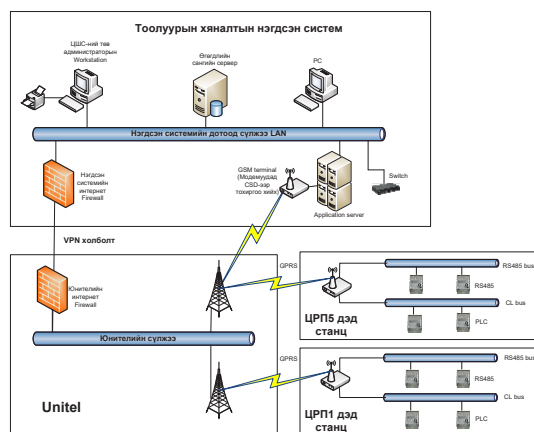 Тоолуурын хяналтын нэгдсэн систем
ЦШС-ний төв
администраторын
Workstation
Өгөгдлийн
сангийн сервер
PC
Нэгдсэн системийн дотоод сүлжээ LAN
Нэгдсэн
системийн
интернет
Firewall
GSM terminal
(Модемуудад
CSD-ээр
тохиргоо хийх)
Application server
Switch
VPN холболт
Юнителийн
интернет
Firewall
Юнителийн сүлжээ
Unitel
GPRS
RS485 bus
RS485
CL bus
PLC
ЦРП5 дэд
станц
GPRS
RS485 bus
RS485
CL bus
PLC
ЦРП1 дэд
станц